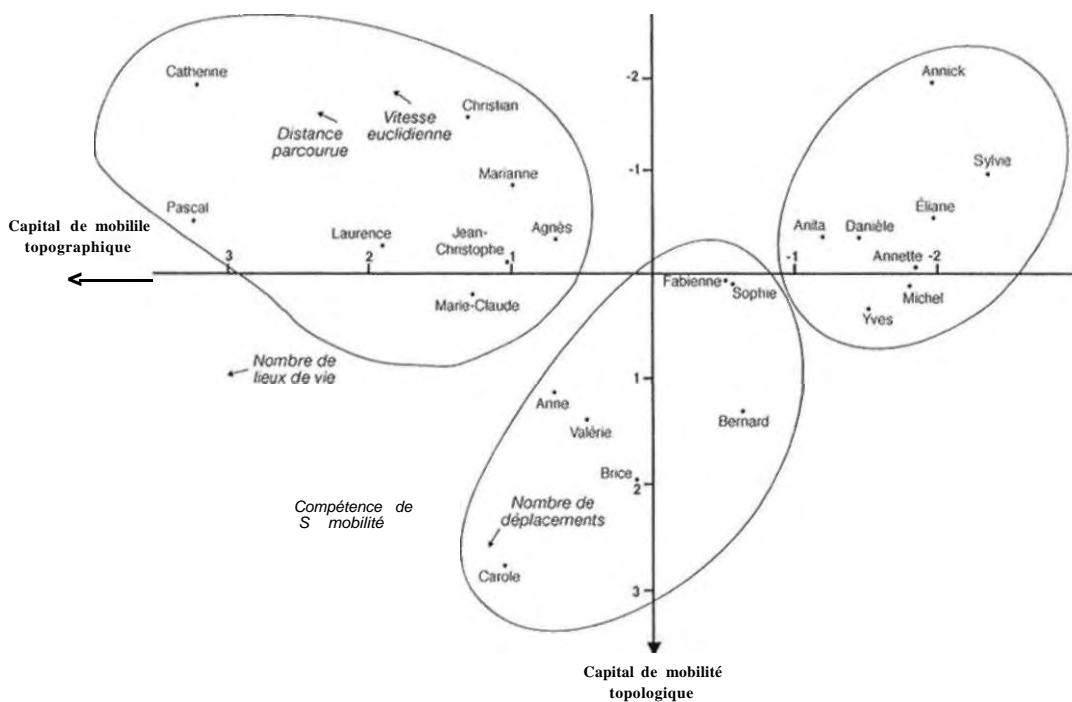 Catherine
Christian
Vitesse
euclidienne
Distance
parcourue
Marianne
Pascal
Laurence
Jean-
Christophe
Agnès
Marie-Claude
Capital de mobilile
topographique
3
2
1
-2
-1
-1
-2
Annick
Sylvie
Éliane
Anita
Danièle
Annette
Michel
Yves
Fabienne
Sophie
Nombre de
lieux de vie
1
Anne
Valérie
Bernard
Brice
2
Compétence de
S mobilité
Nombre de
déplacements
Carole
3
Capital de mobilité
topologique